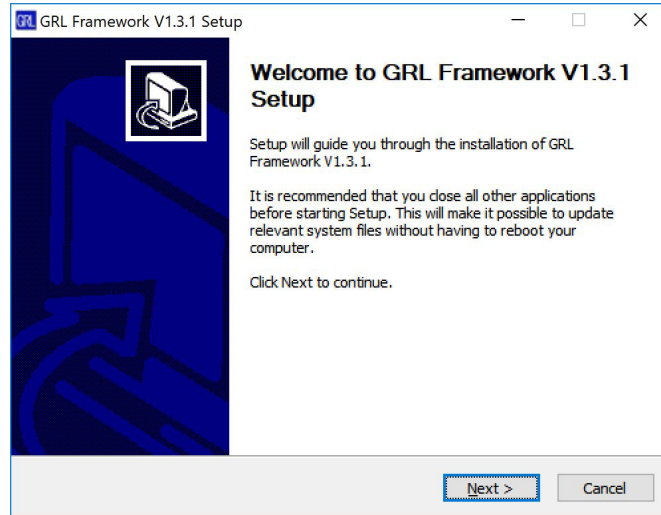 GRL GRL Framework V1.3.1 Setup
Welcome to GRL Framework V1.3.1
Setup
Setup will guide you through the installation of GRL
Framework V1.3.1.
It is recommended that you close all other applications
before starting Setup. This will make it possible to update
relevant system files without having to reboot your
computer.
Click Next to continue.
Next >
Cancel